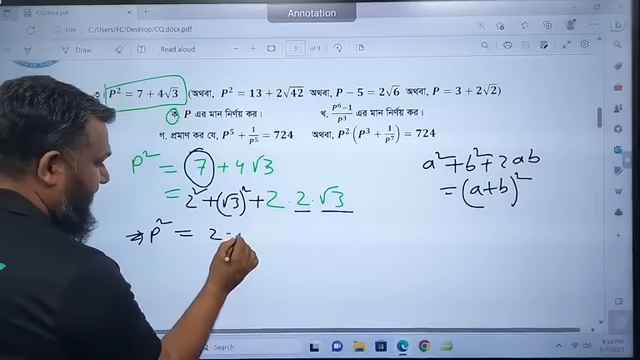 Annotation
CQ.docx.pdf
C:/Users/FC/Desktop/CQ.docx.pdf
Draw
Read aloud
3 of 9
P² = 7 + 4√3 (অথবা, P² = 13 + 2√42 অথবা, P − 5 = 2√6 অথবা, P = 3 + 2√2)
ক. P এর মান নির্ণয় কর। খ. (P⁶−1)/P³ এর মান নির্ণয় কর।
গ. প্রমাণ কর যে, P⁵ + 1/P⁵ = 724 অথবা, P²(P³ + 1/P⁷) = 724
P² = 7 + 4√3
a² + b² + 2ab
= 2² + (√3)² + 2 . 2 . √3
= (a+b)²
⇒ P² = 2
Search